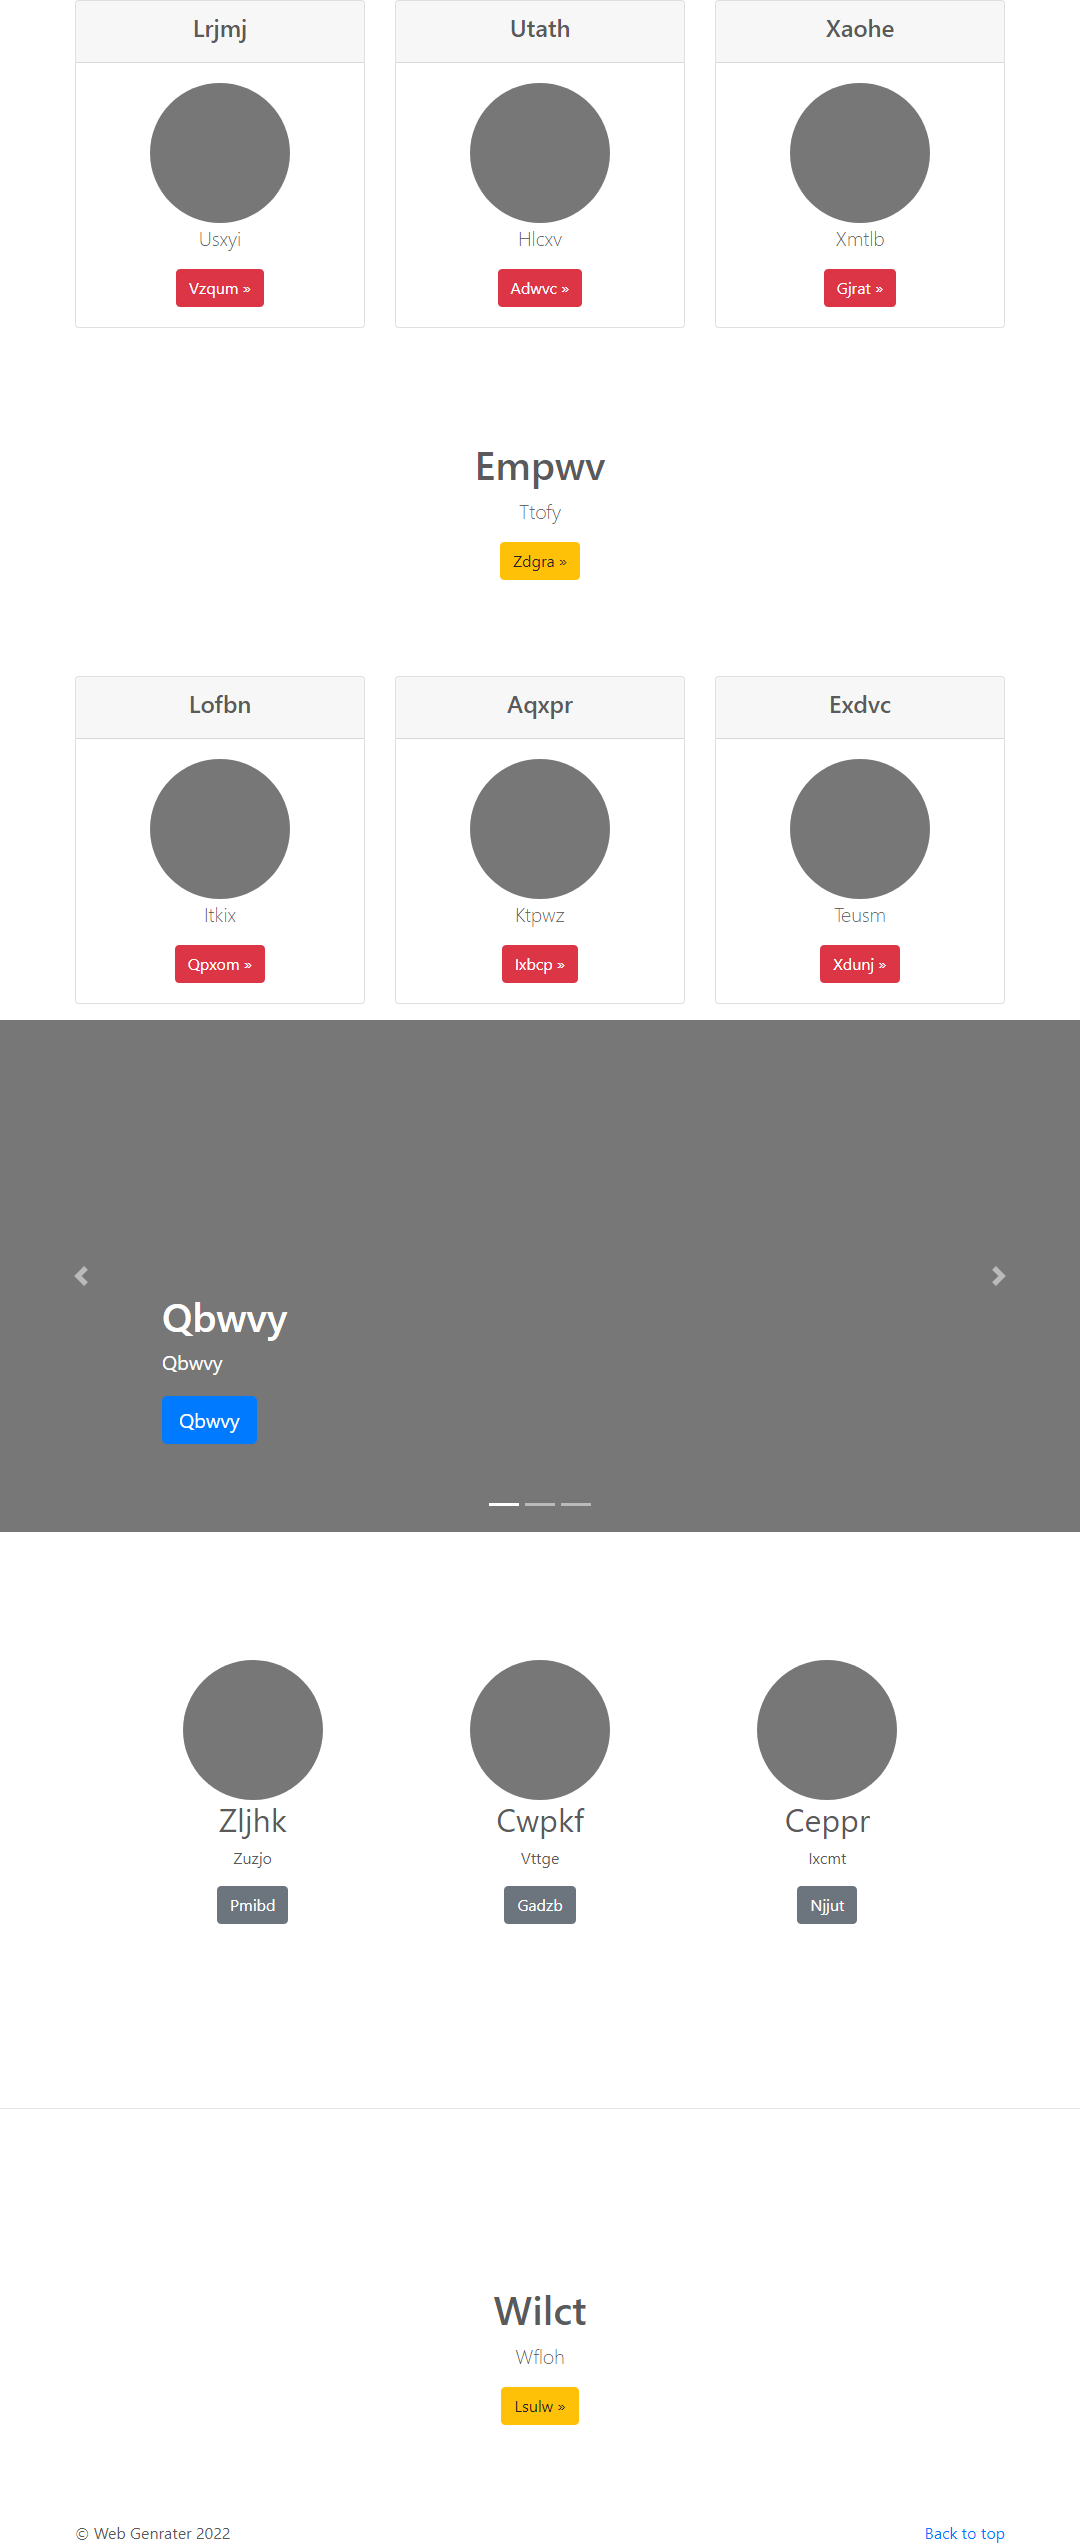 Lrjmj Utath Xaohe
Usxyi Hlcxv Xmtlb
Vzqum » Adwvc » Gjrat »
Empwv
Ttofy
Zdgra »
Lofbn Aqxpr Exdvc
Itkix Ktpwz Teusm
Qpxom » Ixbcp » Xdunj »
Qbwvy
Qbwvy
Qbwvy
Zljhk Cwpkf Ceppr
Zuzjo Vttge Ixcmt
Pmibd Gadzb Njjut
Wilct
Wfloh
Lsulw »
© Web Genrater 2022 Back to top